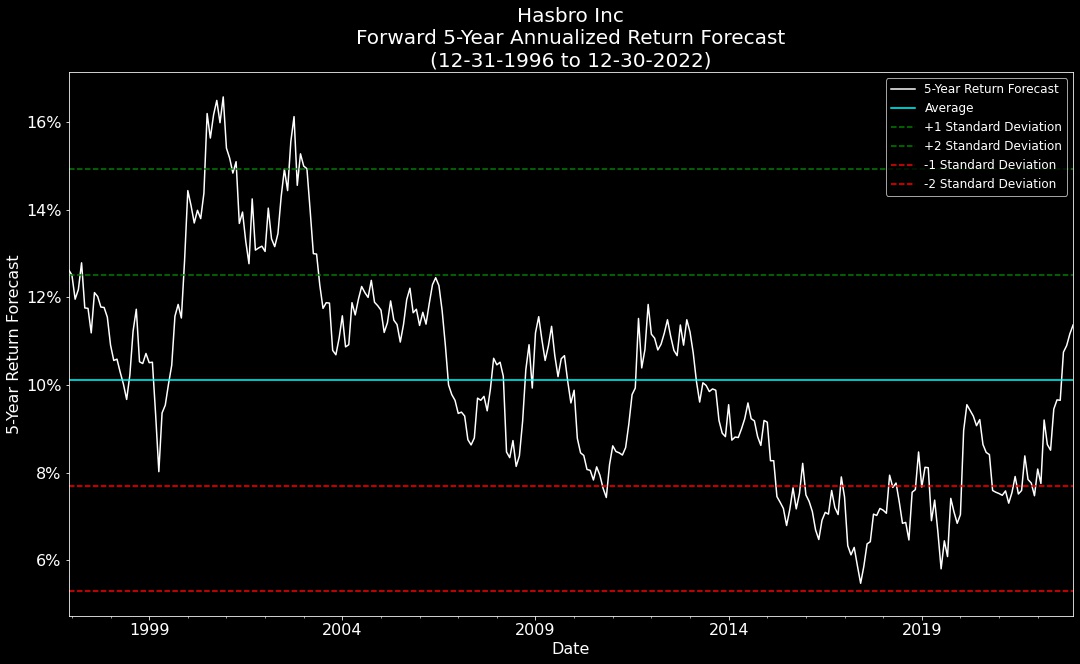 Hasbro Inc
Forward 5-Year Annualized Return Forecast
(12-31-1996 to 12-30-2022)
5-Year Return Forecast
Average
+1 Standard Deviation
+2 Standard Deviation
-1 Standard Deviation
-2 Standard Deviation
5-Year Return Forecast
16%
14%
12%
10%
8%
6%
1999
2004
2009
2014
2019
Date